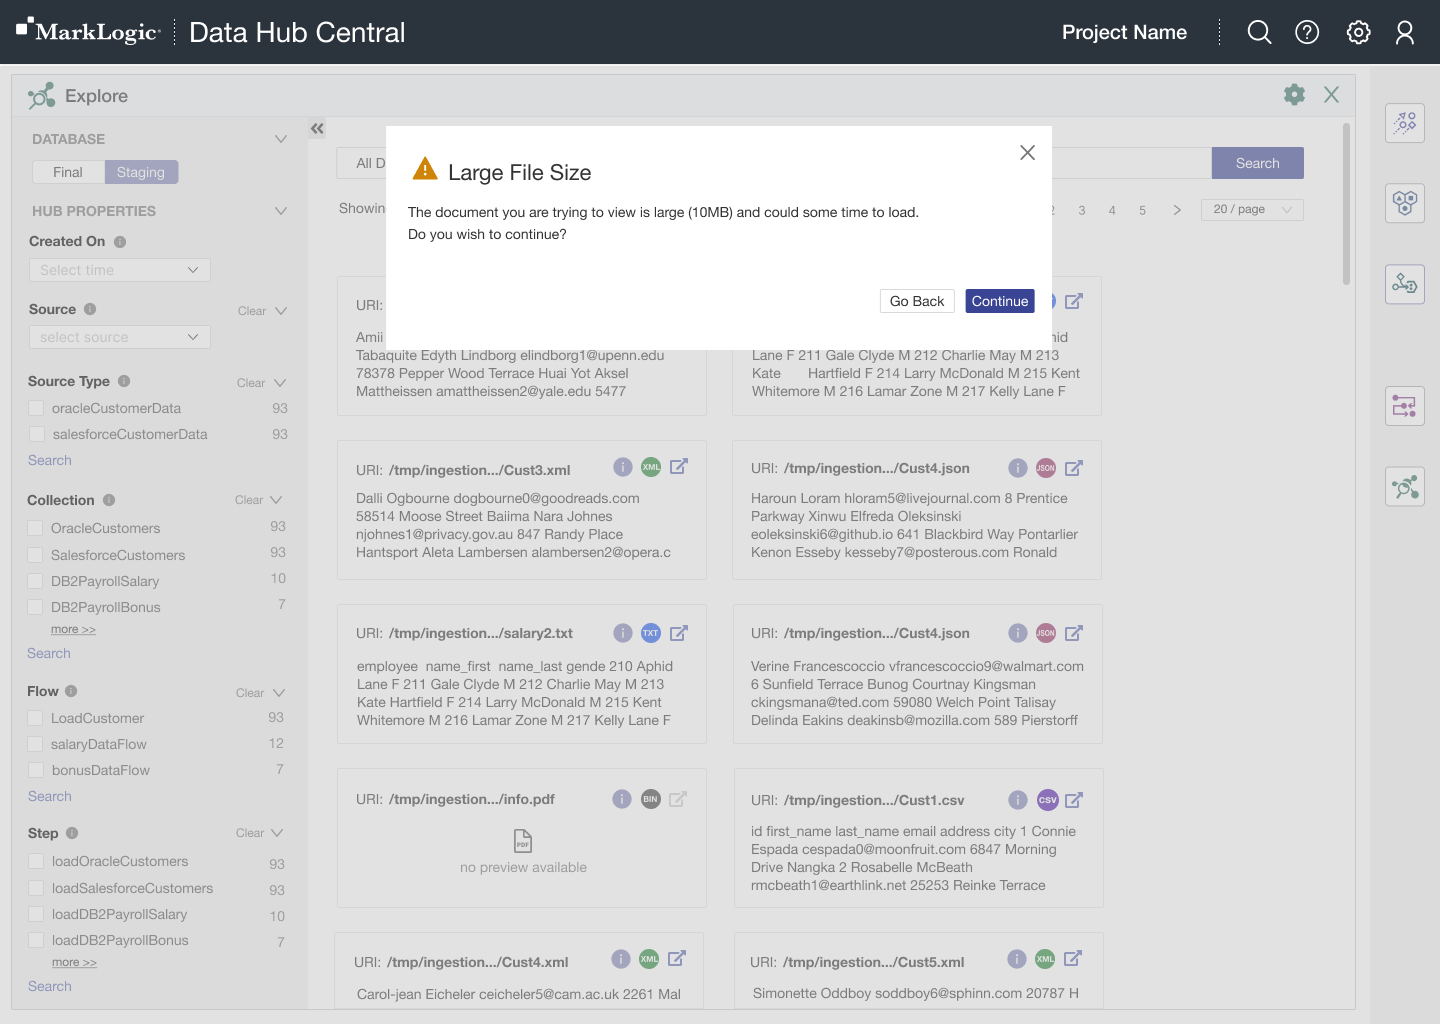 MarkLogic Data Hub Central Project Name
Explore
DATABASE
Final Staging
HUB PROPERTIES
Created On
Select time
Source Clear
select source
Source Type Clear
oracleCustomerData 93
salesforceCustomerData 93
Search
Collection Clear
OracleCustomers 93
SalesforceCustomers 93
DB2PayrollSalary 10
DB2PayrollBonus 7
more >>
Search
Flow Clear
LoadCustomer 93
salaryDataFlow 12
bonusDataFlow 7
Search
Step Clear
loadOracleCustomers 93
loadSalesforceCustomers 93
loadDB2PayrollSalary 10
loadDB2PayrollBonus 7
more >>
Search
All D Search
2 3 4 5 > 20 / page
Large File Size
The document you are trying to view is large (10MB) and could some time to load.
Do you wish to continue?
Go Back Continue
URI:
Amii
Tabaquite Edyth Lindborg elindborg1@upenn.edu
78378 Pepper Wood Terrace Huai Yot Aksel
Mattheissen amattheissen2@yale.edu 5477
Lane F 211 Gale Clyde M 212 Charlie May M 213
Kate Hartfield F 214 Larry McDonald M 215 Kent
Whitemore M 216 Lamar Zone M 217 Kelly Lane F
URI: /tmp/ingestion.../Cust3.xml XML
Dalli Ogbourne dogbourne0@goodreads.com
58514 Moose Street Baiima Nara Johnes
njohnes1@privacy.gov.au 847 Randy Place
Hantsport Aleta Lambersen alambersen2@opera.c
URI: /tmp/ingestion.../Cust4.json JSON
Haroun Loram hloram5@livejournal.com 8 Prentice
Parkway Xinwu Elfreda Oleksinski
eoleksinski6@github.io 641 Blackbird Way Pontarlier
Kenon Esseby kesseby7@posterous.com Ronald
URI: /tmp/ingestion.../salary2.txt TXT
employee name_first name_last gende 210 Aphid
Lane F 211 Gale Clyde M 212 Charlie May M 213
Kate Hartfield F 214 Larry McDonald M 215 Kent
Whitemore M 216 Lamar Zone M 217 Kelly Lane F
URI: /tmp/ingestion.../Cust4.json JSON
Verine Francescoccio vfrancescoccio9@walmart.com
6 Sunfield Terrace Bunog Courtnay Kingsman
ckingsmana@ted.com 59080 Welch Point Talisay
Delinda Eakins deakinsb@mozilla.com 589 Pierstorff
URI: /tmp/ingestion.../info.pdf BIN
PDF
no preview available
URI: /tmp/ingestion.../Cust1.csv CSV
id first_name last_name email address city 1 Connie
Espada cespada0@moonfruit.com 6847 Morning
Drive Nangka 2 Rosabelle McBeath
rmcbeath1@earthlink.net 25253 Reinke Terrace
URI: /tmp/ingestion.../Cust4.xml XML
Carol-jean Eicheler ceicheler5@cam.ac.uk 2261 Mal
URI: /tmp/ingestion.../Cust5.xml XML
Simonette Oddboy soddboy6@sphinn.com 20787 H